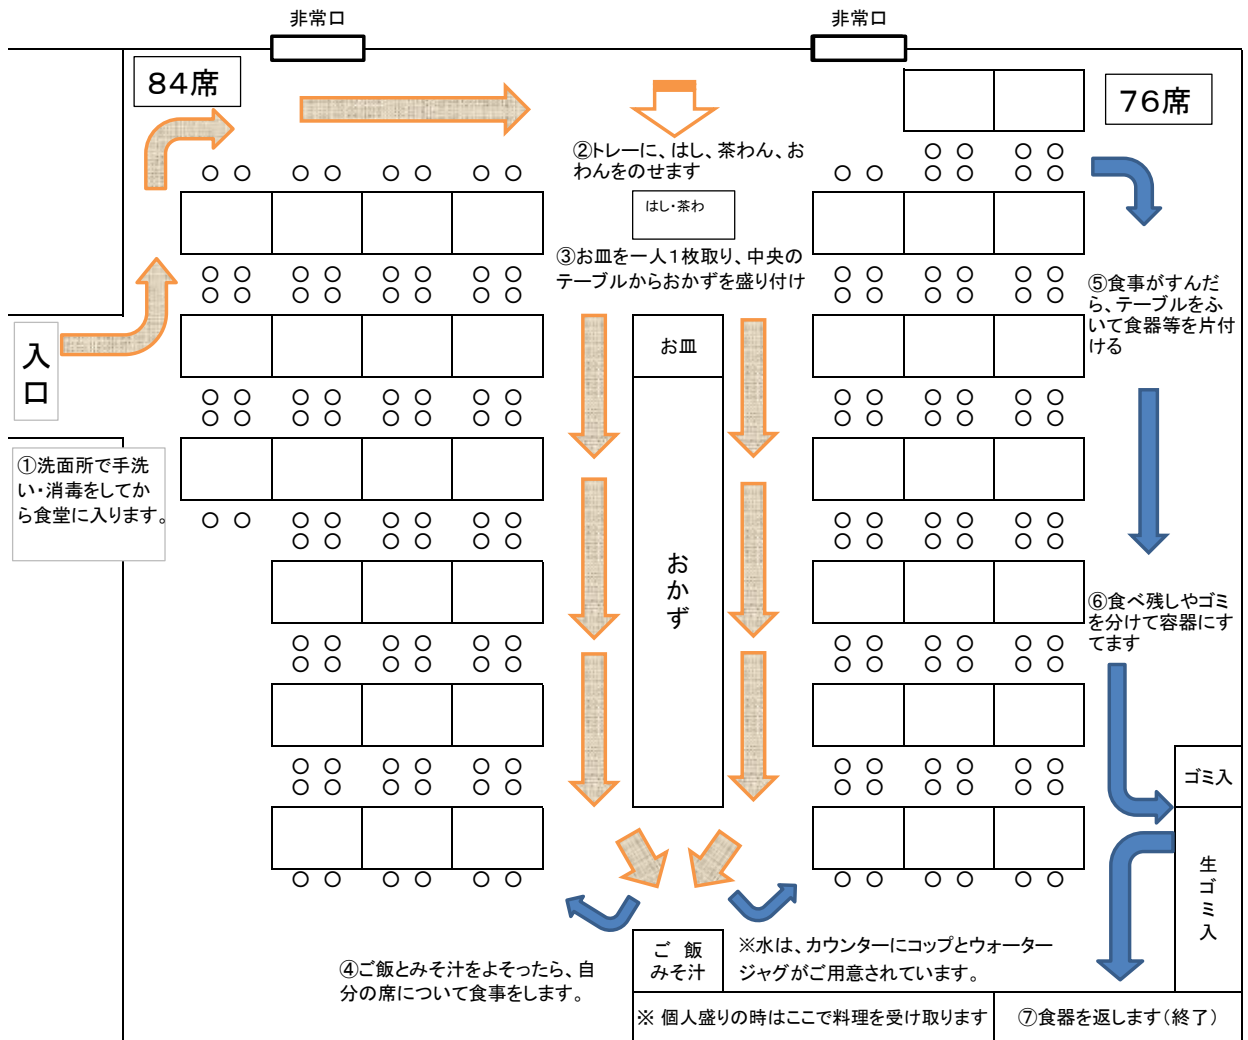 非常口
非常口
84席
76席
②トレーに、はし、茶わん、お
わんをのせます
はし・茶わ
③お皿を一人1枚取り、中央の
テーブルからおかずを盛り付け
⑤食事がすんだ
ら、テーブルをふ
いて食器等を片付
ける
入口
お皿
①洗面所で手洗
い・消毒をしてか
ら食堂に入ります。
おかず
⑥食べ残しやゴミ
を分けて容器にす
てます
ゴミ入
生ゴミ入
ご 飯
みそ汁
※水は、カウンターにコップとウォーター
ジャグがご用意されています。
④ご飯とみそ汁をよそったら、自
分の席について食事をします。
※ 個人盛りの時はここで料理を受け取ります
⑦食器を返します(終了)